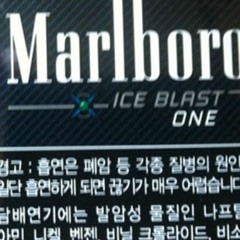 Marlboro
ICE BLAST
ONE
경고 : 흡연은 폐암 등 각종 질병의 원인
일단 흡연하게 되면 끊기가 매우 어렵습니다
담배연기에는 발암성 물질인 나프틸
아민, 니켈, 벤젠, 비닐 크롤라이드, 비소